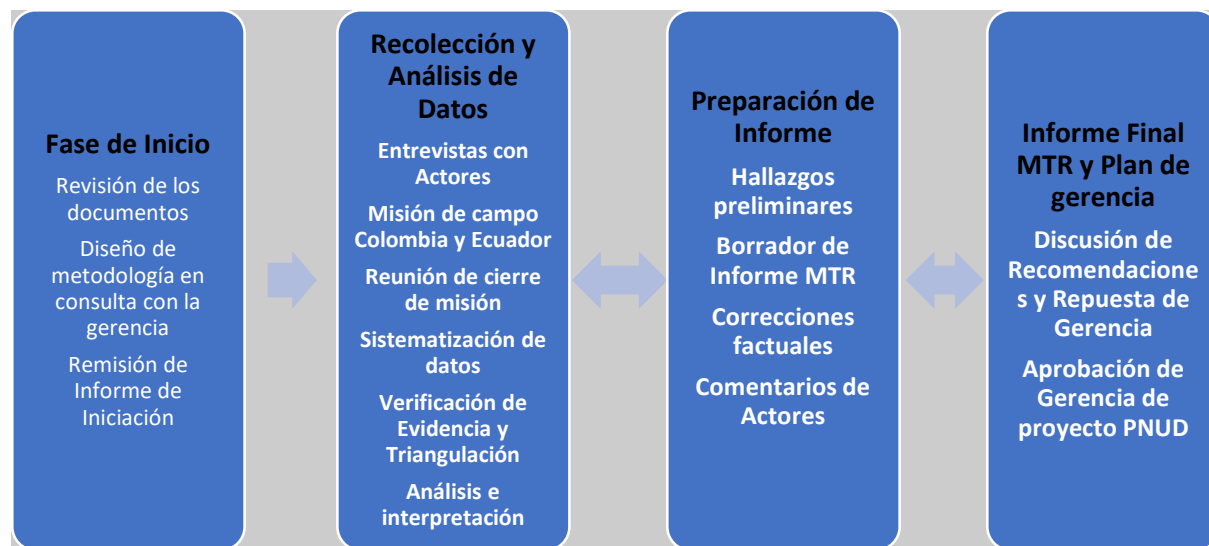 Fase de Inicio
Revisión de los
documentos
Diseño de
metodología en
consulta con la
gerencia
Remisión de
Informe de
Iniciación
Recolección y
Análisis de
Datos
Entrevistas con
Actores
Misión de campo
Colombia y Ecuador
Reunión de cierre
de misión
Sistematización de
datos
Verificación de
Evidencia y
Triangulación
Análisis e
interpretación
Preparación de
Informe
Hallazgos
preliminares
Borrador de
Informe MTR
Correcciones
factuales
Comentarios de
Actores
Informe Final
MTR y Plan de
gerencia
Discusión de
Recomendacione
s y Repuesta de
Gerencia
Aprobación de
Gerencia de
proyecto PNUD